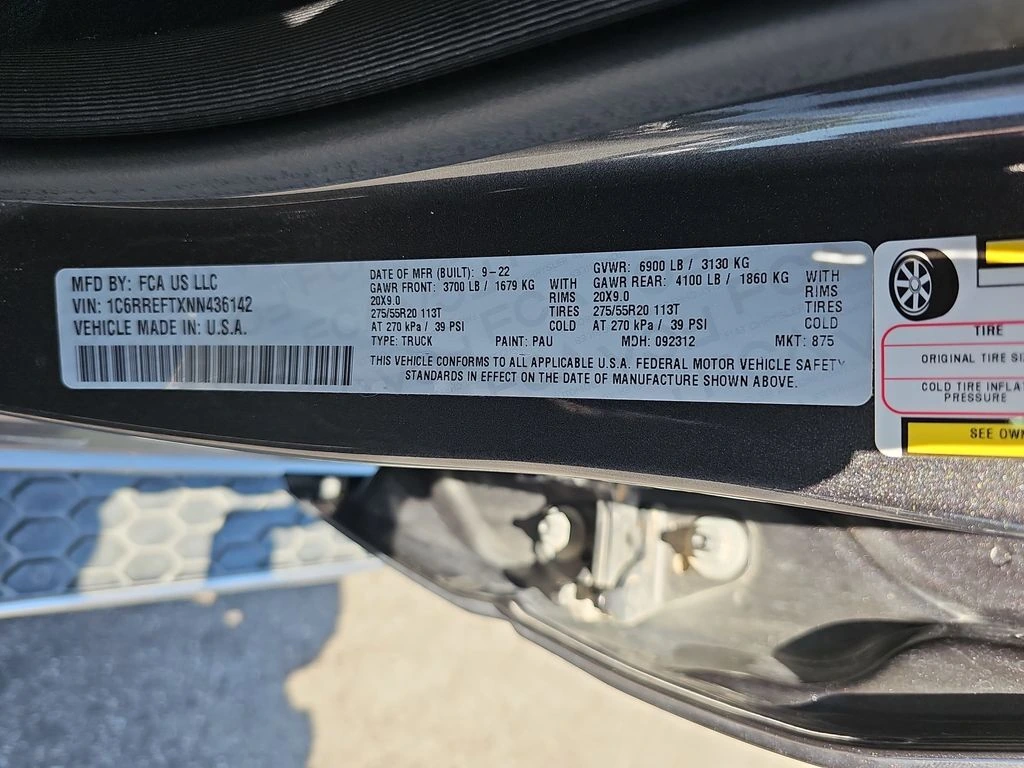 MFD BY: FCA US LLC
VIN: 1C6RREFTXNN436142
VEHICLE MADE IN: U.S.A.
DATE OF MFR (BUILT): 9-22
GAWR FRONT: 3700 LB / 1679 KG WITH
20X9.0 RIMS
275/55R20 113T TIRES
AT 270 kPa / 39 PSI COLD
GVWR: 6900 LB / 3130 KG
GAWR REAR: 4100 LB / 1860 KG WITH
20X9.0 RIMS
275/55R20 113T TIRES
AT 270 kPa / 39 PSI COLD
TYPE: TRUCK PAINT: PAU MDH: 092312 MKT: 875
THIS VEHICLE CONFORMS TO ALL APPLICABLE U.S.A. FEDERAL MOTOR VEHICLE SAFETY
STANDARDS IN EFFECT ON THE DATE OF MANUFACTURE SHOWN ABOVE.
TIRE
ORIGINAL TIRE SI
COLD TIRE INFLA
PRESSURE
SEE OWN